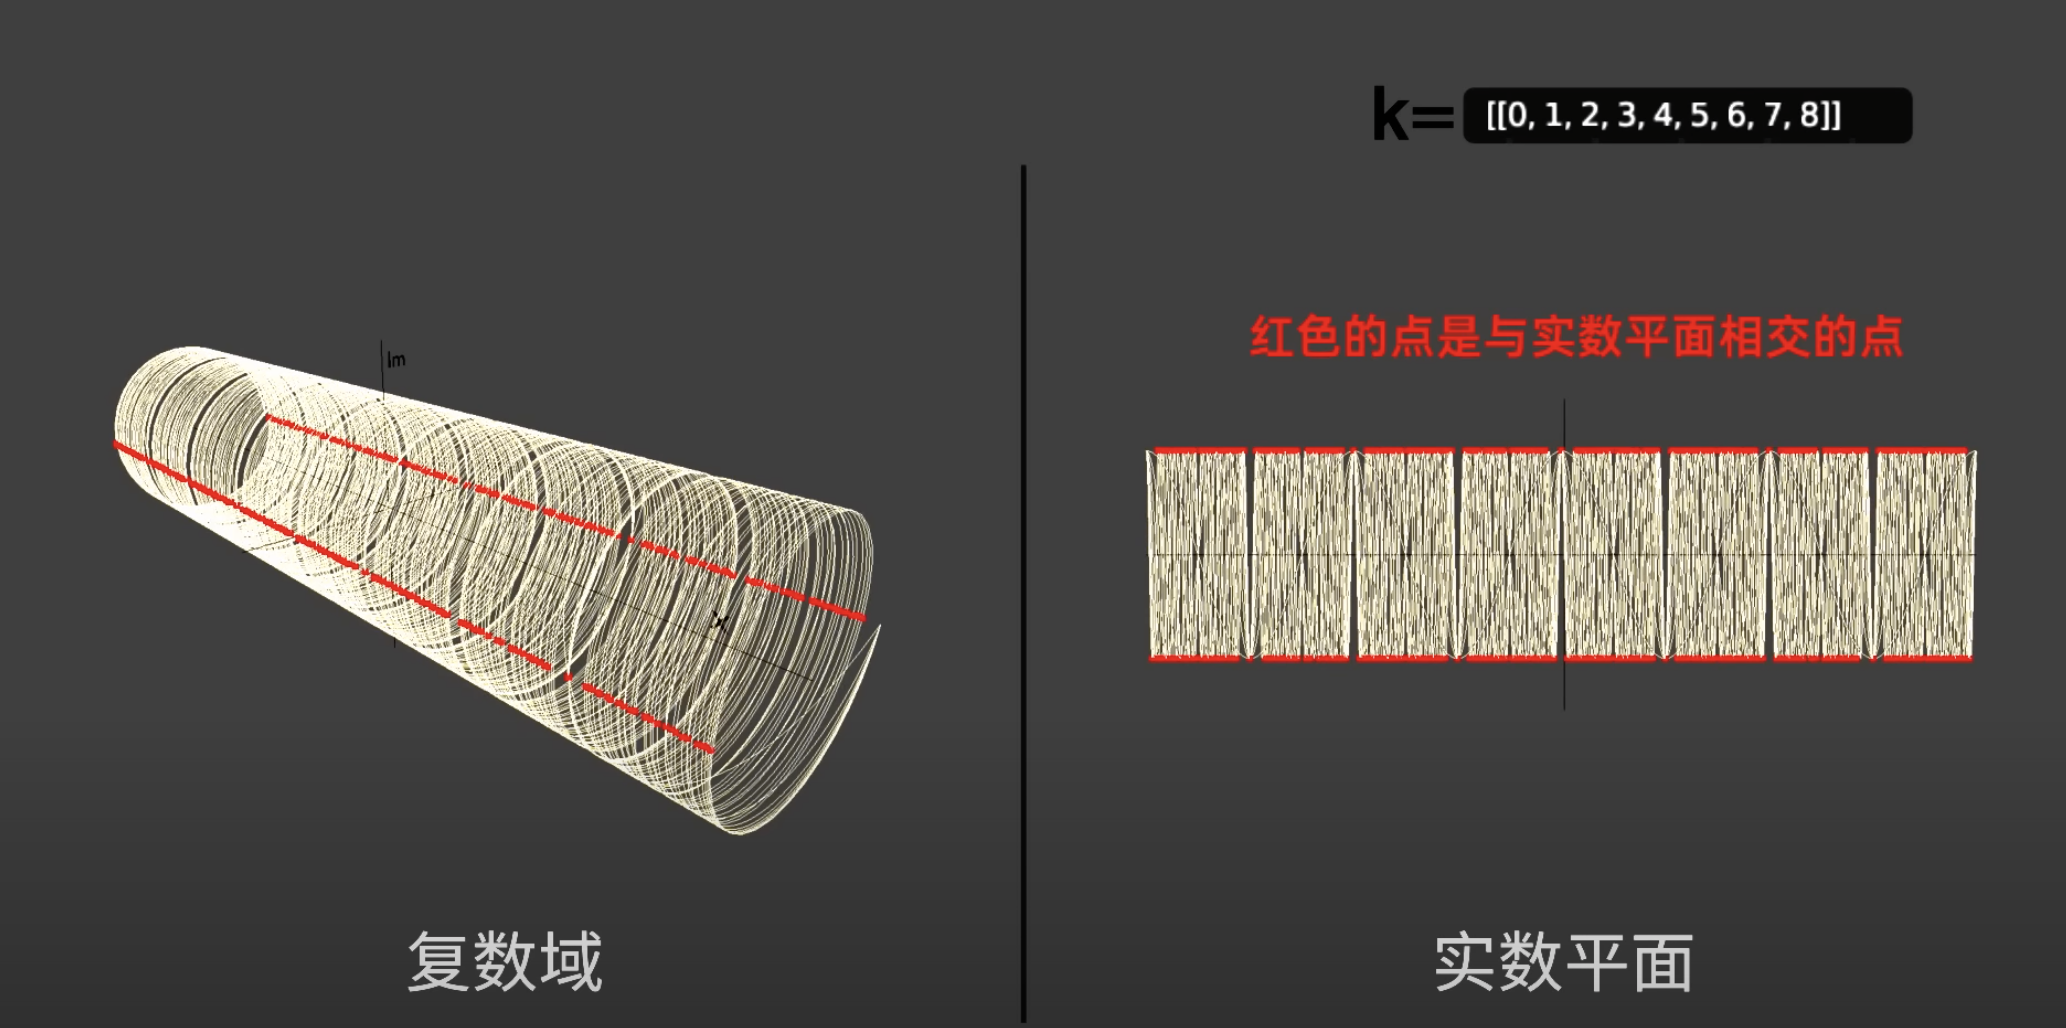 k= [[0, 1, 2, 3, 4, 5, 6, 7, 8]]
红色的点是与实数平面相交的点
Im
x
复数域
实数平面